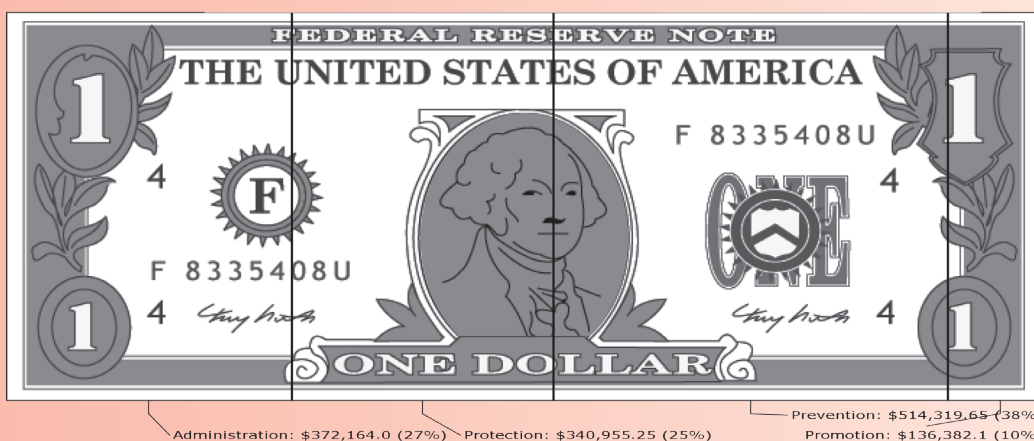 FEDERAL RESERVE NOTE
THE UNITED STATES OF AMERICA
1
1
F 8335408U
4
4
F
ONE
F 8335408U
4
4
1
1
ONE DOLLAR
Prevention: $514,319.65 (38%
Administration: $372,164.0 (27%)
Protection: $340,955.25 (25%)
Promotion: $136,382.1 (10%